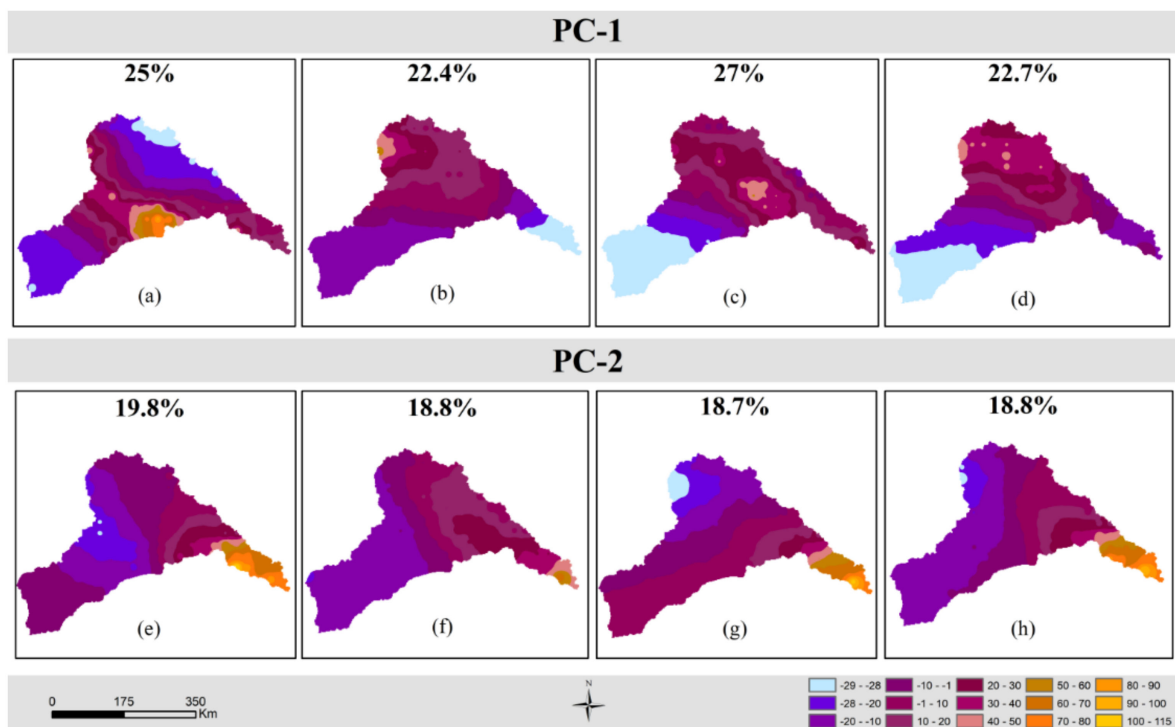 PC-1
25% 22.4% 27% 22.7%
(a) (b) (c) (d)
PC-2
19.8% 18.8% 18.7% 18.8%
(e) (f) (g) (h)
0 175 350
Km
N
-29 - -28 -10 - -1 20 - 30 50 - 60 80 - 90
-28 - -20 -1 - 10 30 - 40 60 - 70 90 - 100
-20 - -10 10 - 20 40 - 50 70 - 80 100 - 115